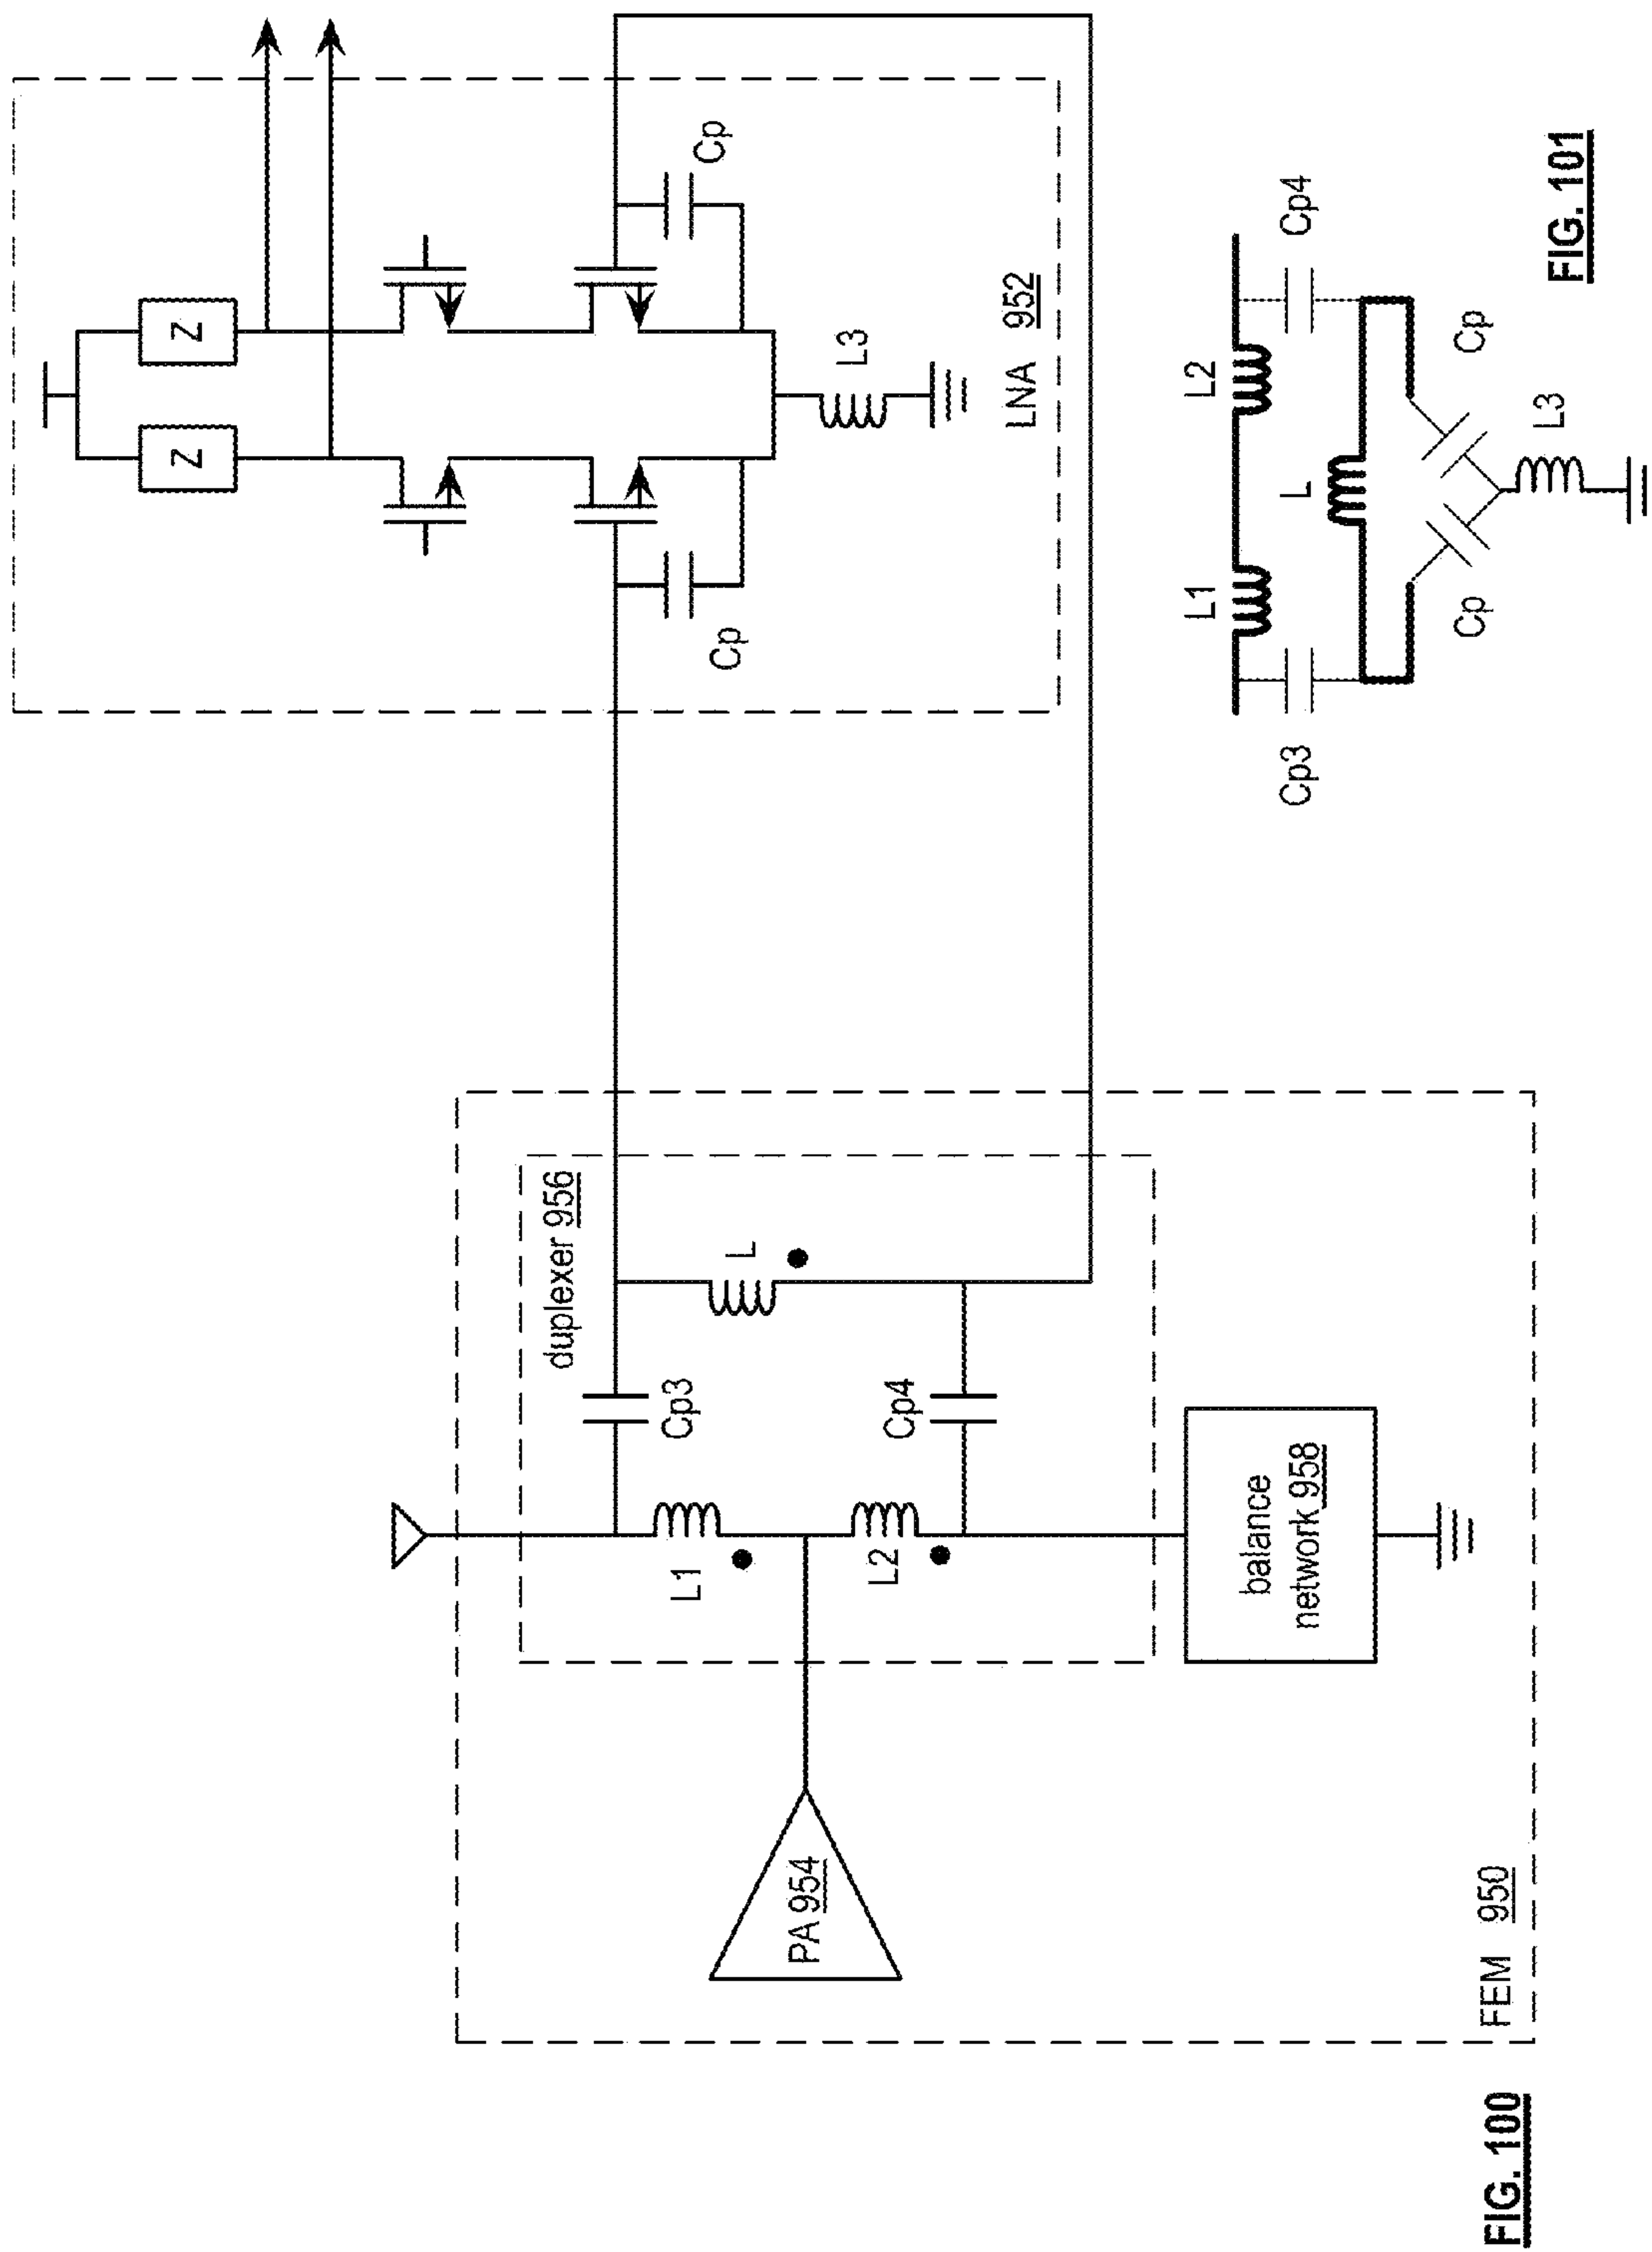 FIG. 100
FEM 950
PA 954
duplexer 956
L1
L2
Cp3
Cp4
L
balance
network 958
LNA 952
Z
Z
Cp
Cp
L3
FIG. 101
L1
L2
Cp3
Cp4
L
Cp
Cp
L3